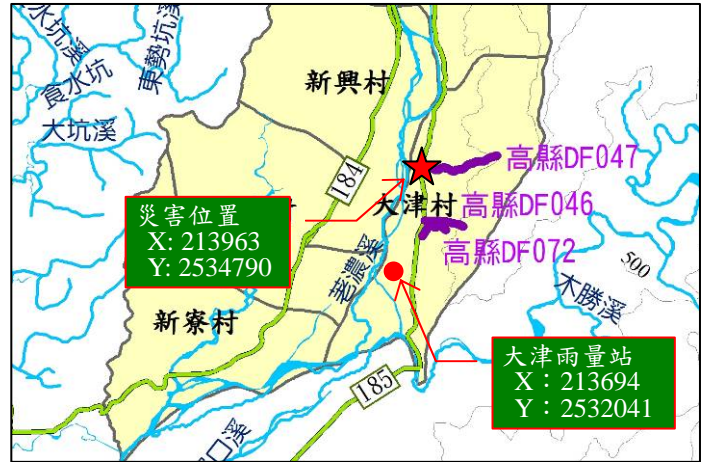 水坑溪
食水坑
東勢坑溪
大坑溪
新興村
184
高縣DF047
大津村
高縣DF046
高縣DF072
災害位置
X: 213963
Y: 2534790
荖濃溪
500
木勝溪
新寮村
185
大津雨量站
X：213694
Y：2532041
口溪